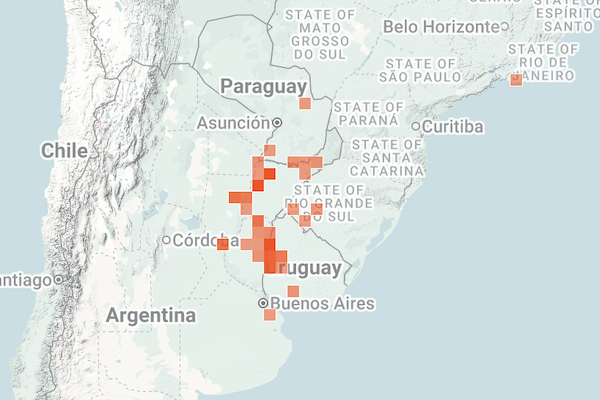 STATE OF
MATO
GROSSO
DO SUL
Belo Horizonte
STATE OF
ESPÍRITO
SANTO
STATE OF
RIO DE
JANEIRO
STATE OF
SÃO PAULO
Paraguay
STATE OF
PARANÁ
Asunción
Curitiba
Chile
STATE OF
SANTA
CATARINA
STATE OF
RIO GRANDE
DO SUL
Córdoba
Uruguay
antiago
Buenos Aires
Argentina